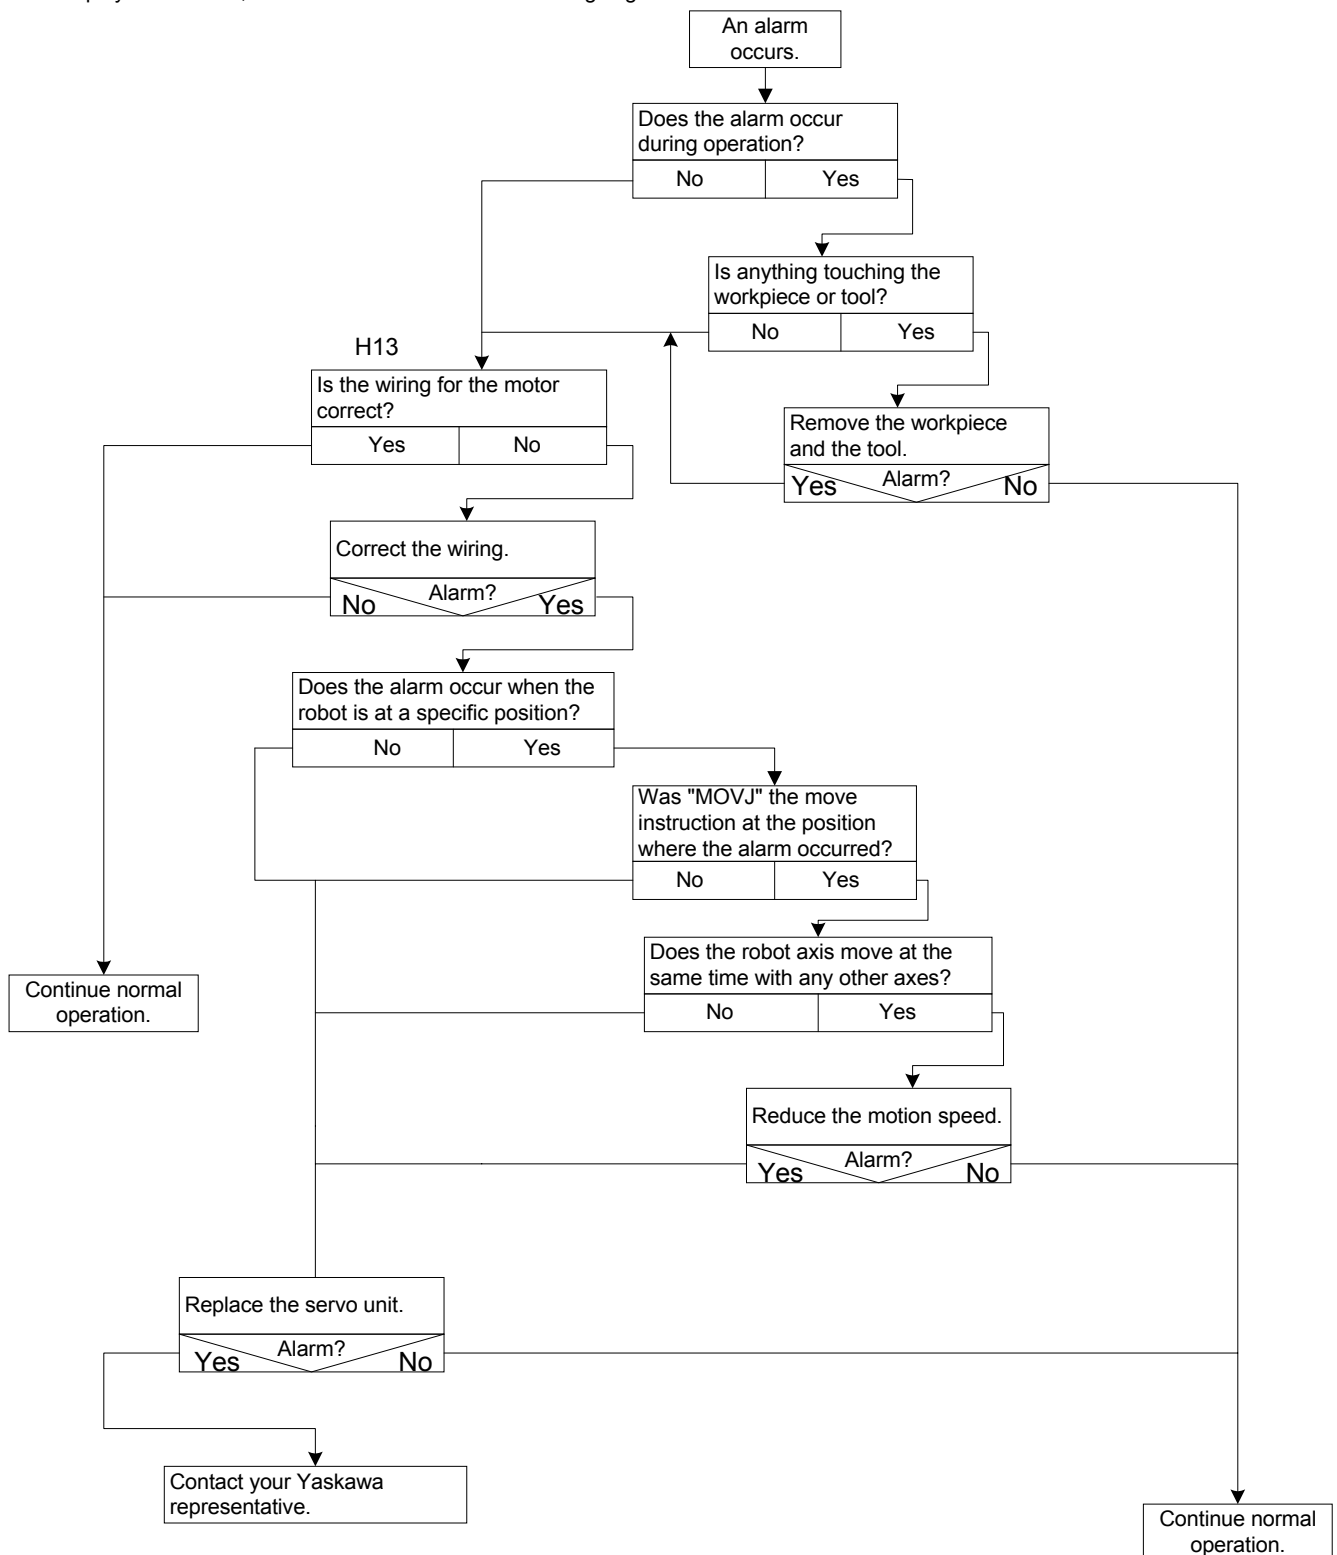 An alarm
occurs.
Does the alarm occur
during operation?
No Yes
Is anything touching the
workpiece or tool?
No Yes
H13
Is the wiring for the motor
correct?
Yes No
Remove the workpiece
and the tool.
Yes Alarm? No
Correct the wiring.
No Alarm? Yes
Does the alarm occur when the
robot is at a specific position?
No Yes
Was "MOVJ" the move
instruction at the position
where the alarm occurred?
No Yes
Does the robot axis move at the
same time with any other axes?
No Yes
Continue normal
operation.
Reduce the motion speed.
Yes Alarm? No
Replace the servo unit.
Yes Alarm? No
Contact your Yaskawa
representative.
Continue normal
operation.